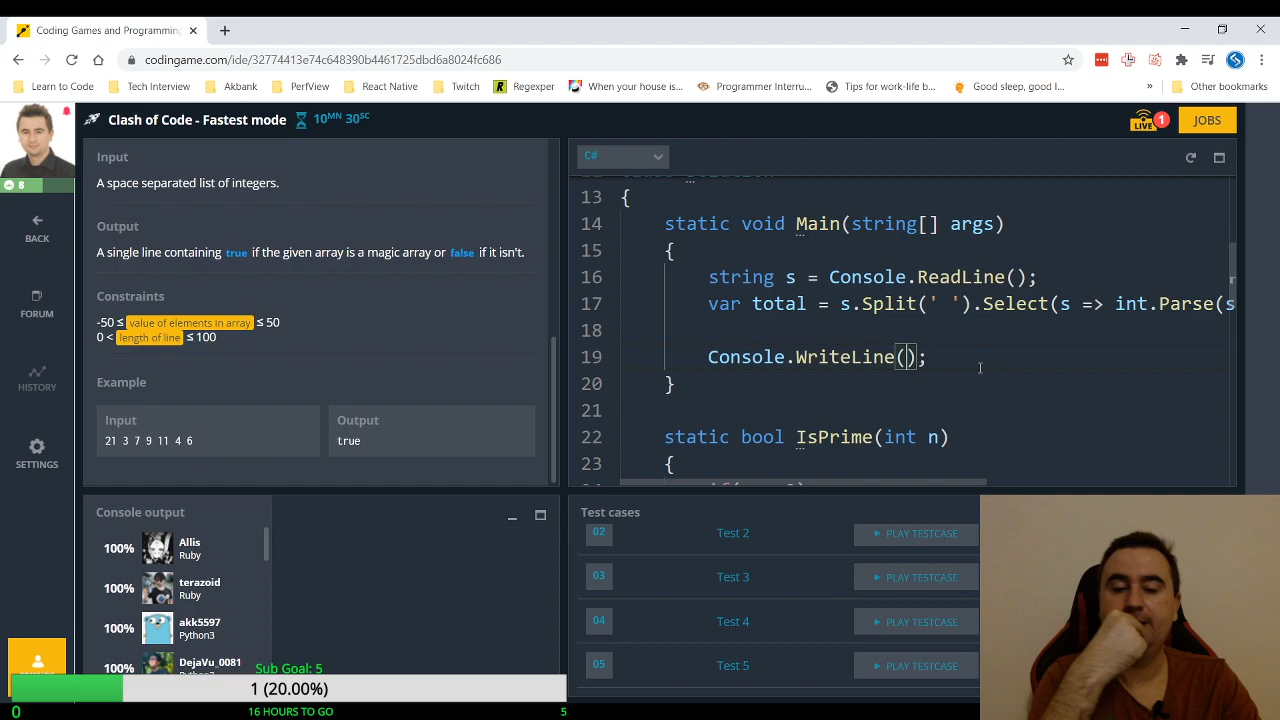 Coding Games and Programming
codingame.com/ide/32774413e74c648390b4461725dbfd6a8024fc686
Learn to Code
Tech Interview
Akbank
PerfView
React Native
Twitch
Regexper
When your house is...
Programmer Interru...
Tips for work-life b...
Good sleep, good l...
»
Other bookmarks
Clash of Code - Fastest mode
10MN 30SC
LIVE
1
JOBS
8
BACK
FORUM
HISTORY
SETTINGS
Input
A space separated list of integers.
Output
A single line containing true if the given array is a magic array or false if it isn't.
Constraints
-50 ≤ value of elements in array ≤ 50
0 < length of line ≤ 100
Example
Input
21 3 7 9 11 4 6
Output
true
C#
13 {
14 static void Main(string[] args)
15 {
16 string s = Console.ReadLine();
17 var total = s.Split(' ').Select(s => int.Parse(s
18
19 Console.WriteLine();
20 }
21
22 static bool IsPrime(int n)
23 {
Console output
100%
Allis
Ruby
100%
terazoid
Ruby
100%
akk5597
Python3
100%
DejaVu_0081
Test cases
02 Test 2 PLAY TESTCASE
03 Test 3 PLAY TESTCASE
04 Test 4 PLAY TESTCASE
05 Test 5 PLAY TESTCASE
Sub Goal: 5
1 (20.00%)
0
16 HOURS TO GO
5